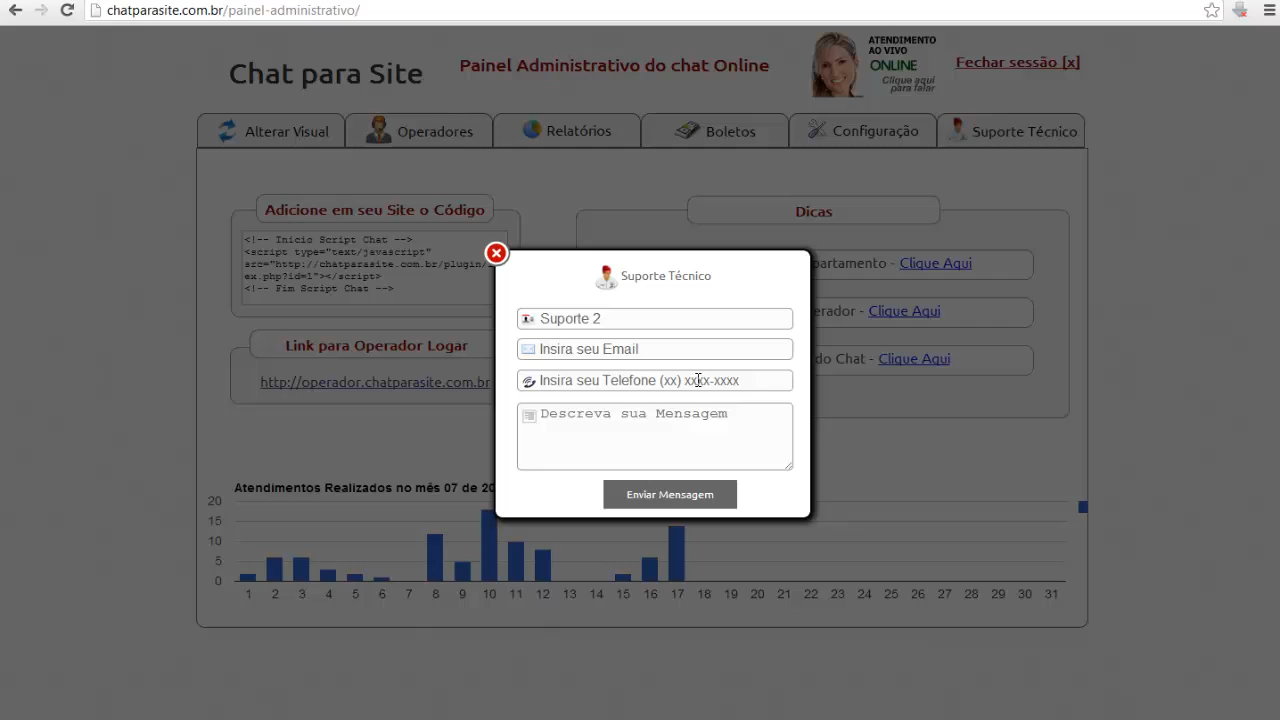 chatparasite.com.br/painel-administrativo/
Chat para Site
Painel Administrativo do chat Online
ATENDIMENTO
AO VIVO
ONLINE
Clique aqui
para falar
Fechar sessão [x]
Alterar Visual
Operadores
Relatórios
Boletos
Configuração
Suporte Técnico
Adicione em seu Site o Código
<!-- Inicio Script Chat -->
<script type="text/javascript"
src="http://chatparasite.com.br/plugin/
ex.php?id=1"></script>
<!-- Fim Script Chat -->
Link para Operador Logar
http://operador.chatparasite.com.br
Dicas
partamento - Clique Aqui
erador - Clique Aqui
do Chat - Clique Aqui
Suporte Técnico
Suporte 2
Insira seu Email
Insira seu Telefone (xx) xxxx-xxxx
Descreva sua Mensagem
Enviar Mensagem
Atendimentos Realizados no mês 07 de 20
20
15
10
5
0
1 2 3 4 5 6 7 8 9 10 11 12 13 14 15 16 17 18 19 20 21 22 23 24 25 26 27 28 29 30 31